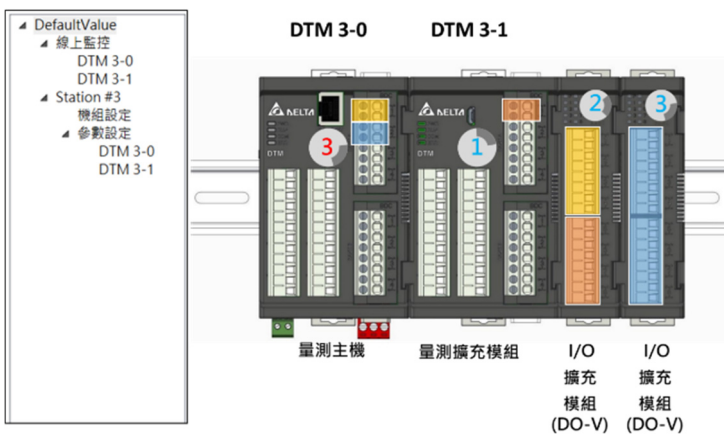 DefaultValue
線上監控
DTM 3-0
DTM 3-1
Station #3
機組設定
參數設定
DTM 3-0
DTM 3-1
DTM 3-0
DTM 3-1
DELTA
DTM
3
DELTA
DTM
1
2
3
量測主機
量測擴充模組
I/O
擴充
模組
(DO-V)
I/O
擴充
模組
(DO-V)